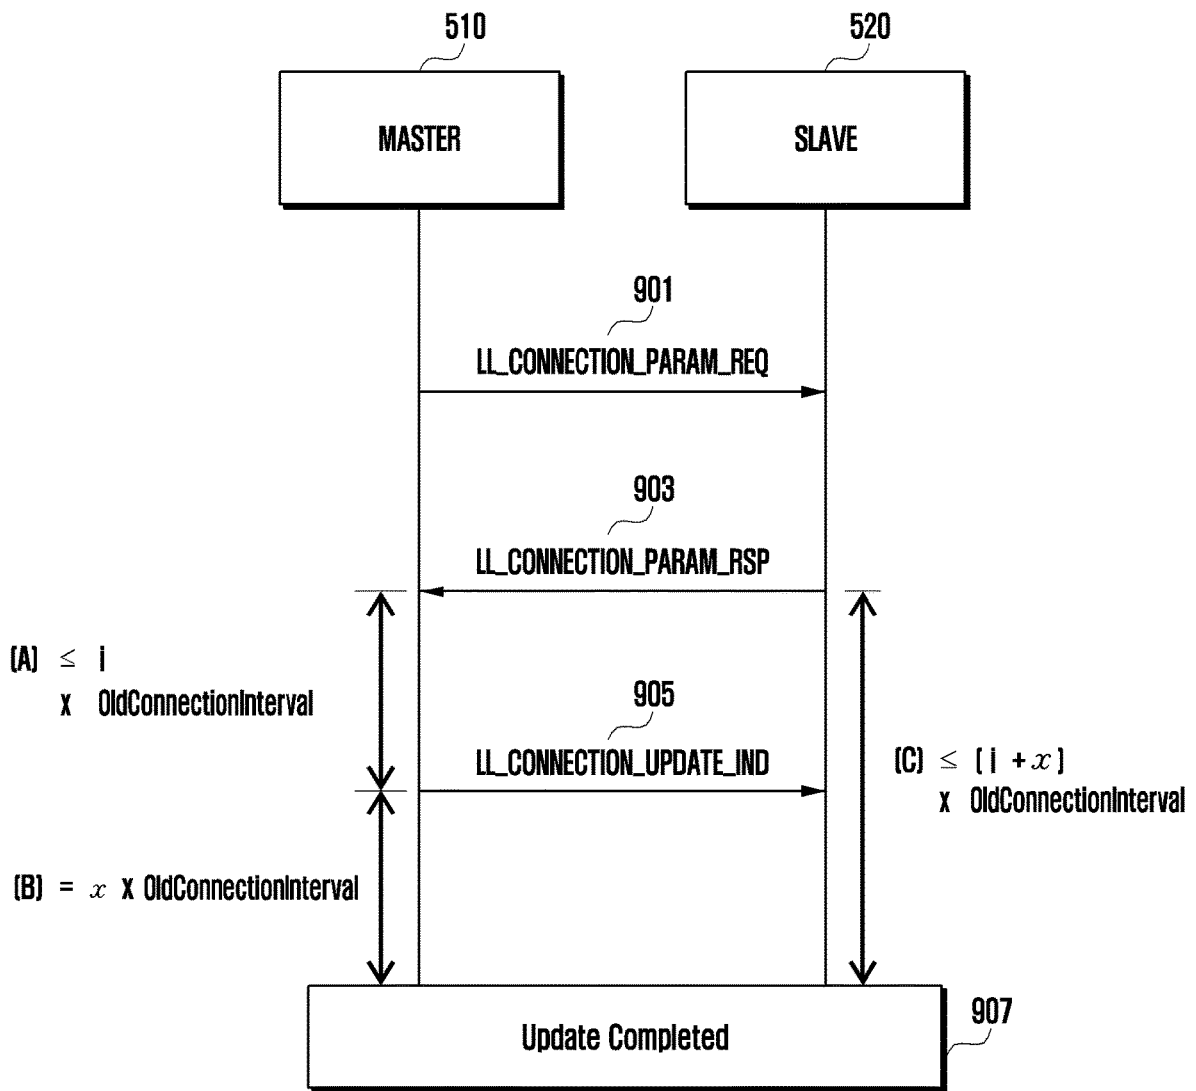 510
520
MASTER
SLAVE
901
LL_CONNECTION_PARAM_REQ
903
LL_CONNECTION_PARAM_RSP
(A) ≤ i
x OldConnectionInterval
905
LL_CONNECTION_UPDATE_IND
(C) ≤ [ i + x ]
x OldConnectionInterval
(B) = x x OldConnectionInterval
907
Update Completed